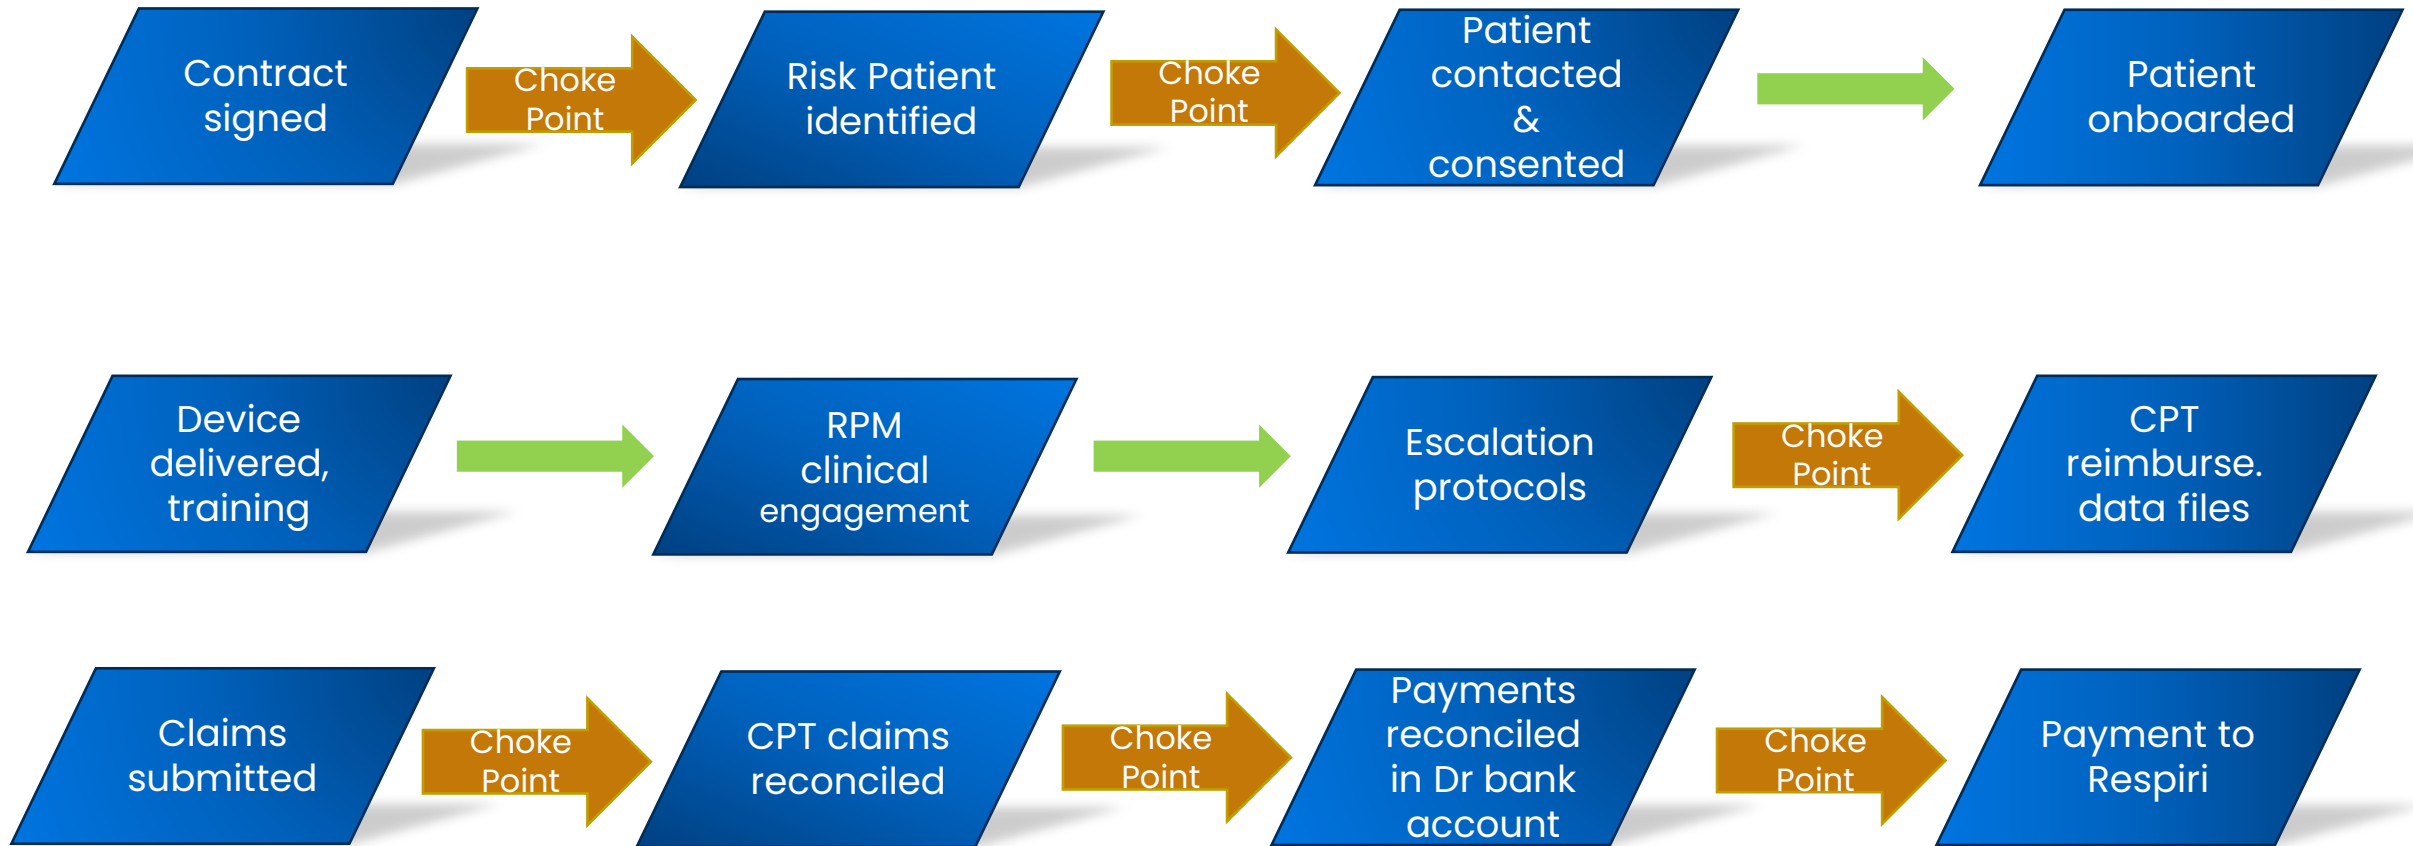 Contract
signed
Choke
Point
Risk Patient
identified
Choke
Point
Patient
contacted
&
consented
Patient
onboarded
Device
delivered,
training
RPM
clinical
engagement
Escalation
protocols
Choke
Point
CPT
reimburse.
data files
Claims
submitted
Choke
Point
CPT claims
reconciled
Choke
Point
Payments
reconciled
in Dr bank
account
Choke
Point
Payment to
Respiri